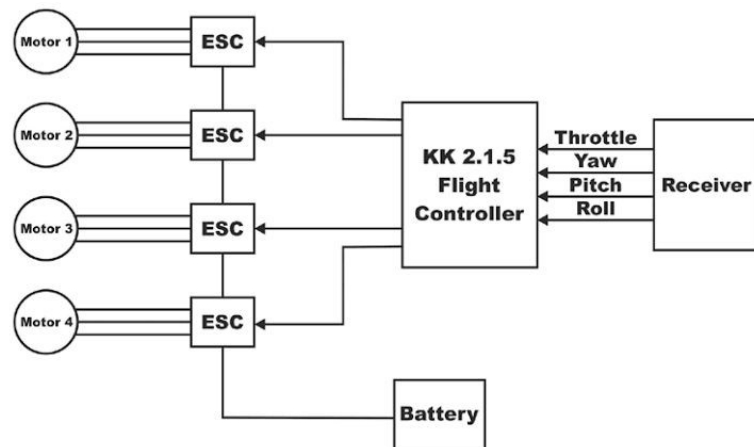 Motor 1
ESC
Motor 2
ESC
KK 2.1.5
Flight
Controller
Throttle
Yaw
Pitch
Roll
Receiver
Motor 3
ESC
Motor 4
ESC
Battery